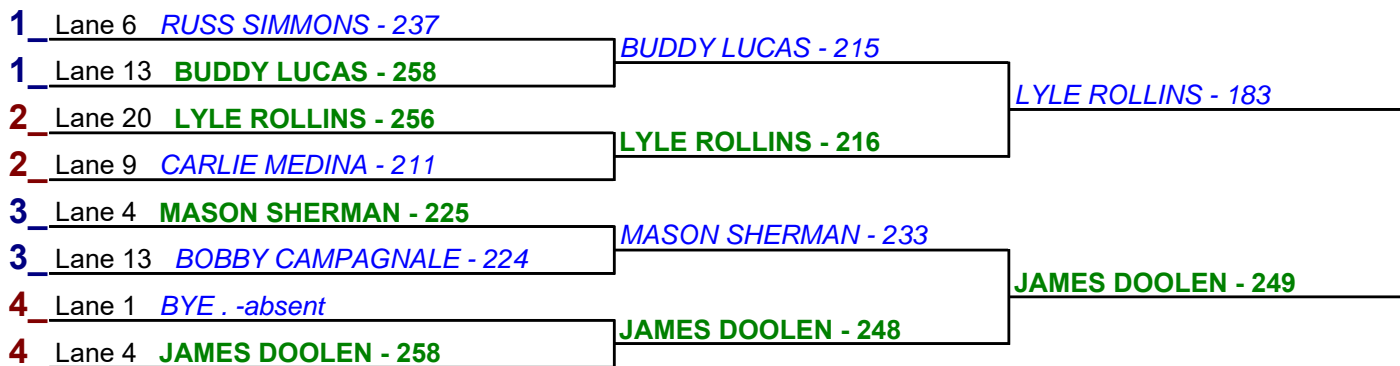 1_ Lane 6 RUSS SIMMONS - 237
BUDDY LUCAS - 215
1_ Lane 13 BUDDY LUCAS - 258
LYLE ROLLINS - 183
2_ Lane 20 LYLE ROLLINS - 256
LYLE ROLLINS - 216
2_ Lane 9 CARLIE MEDINA - 211
3_ Lane 4 MASON SHERMAN - 225
MASON SHERMAN - 233
3_ Lane 13 BOBBY CAMPAGNALE - 224
JAMES DOOLEN - 249
4_ Lane 1 BYE . -absent
JAMES DOOLEN - 248
4 Lane 4 JAMES DOOLEN - 258